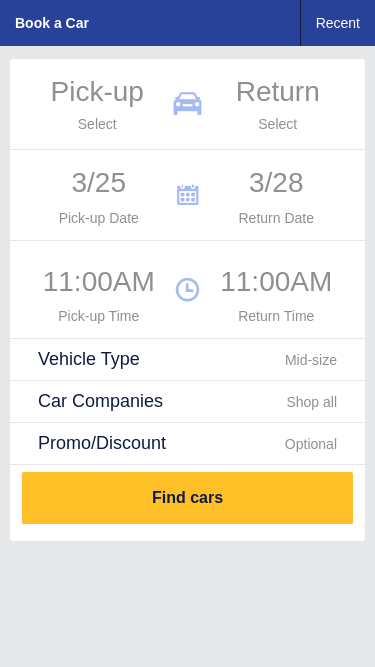 Book a Car
Recent
Pick-up
Return
Select
Select
3/25
3/28
Pick-up Date
Return Date
11:00AM
11:00AM
Pick-up Time
Return Time
Vehicle Type
Mid-size
Car Companies
Shop all
Promo/Discount
Optional
Find cars